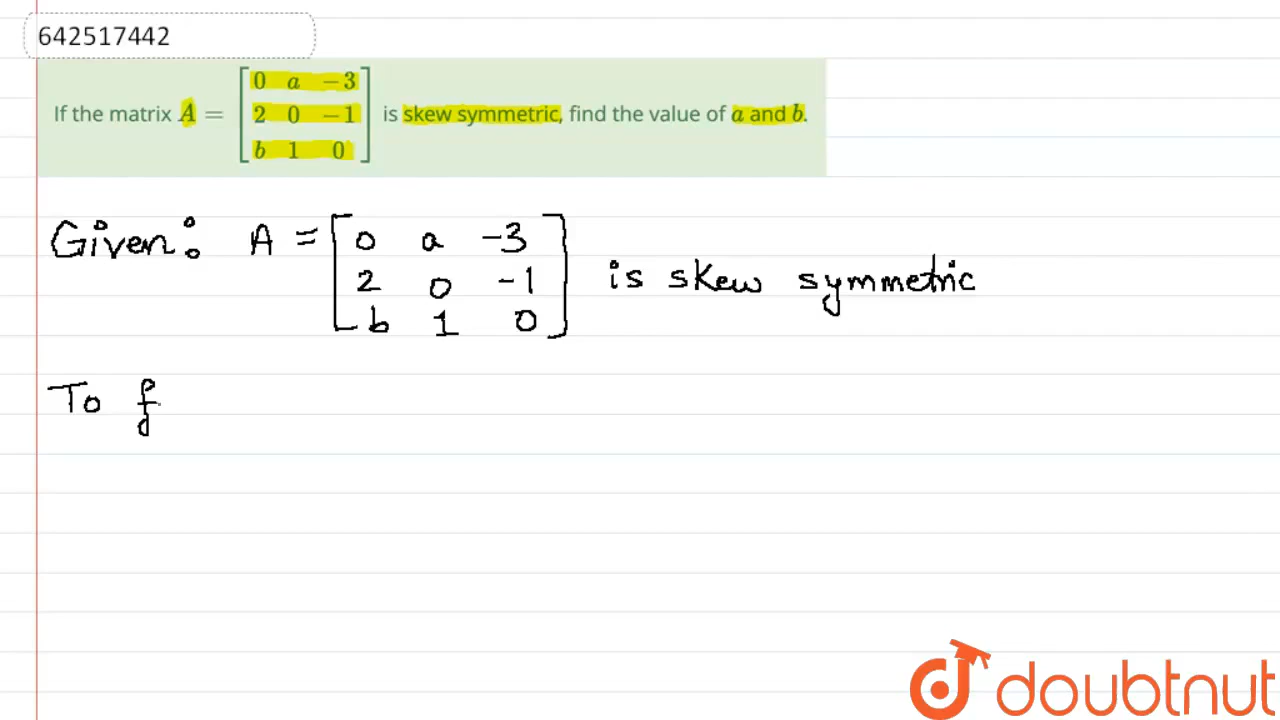 642517442
If the matrix A = [0 a −3
2 0 −1
b 1 0] is skew symmetric, find the value of a and b.
Given: A = [0 a -3
2 0 -1
b 1 0] is skew symmetric
To f
doubtnut